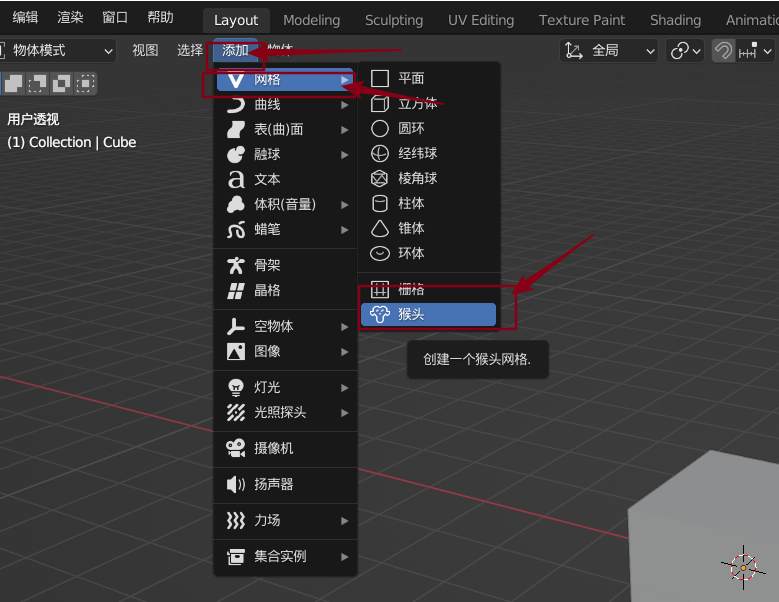 编辑 渲染 窗口 帮助 Layout Modeling Sculpting UV Editing Texture Paint Shading Animatio
物体模式 视图 选择 添加 物体 全局
用户透视
(1) Collection | Cube
网格
曲线
表(曲)面
融球
文本
体积(音量)
蜡笔
骨架
晶格
空物体
图像
灯光
光照探头
摄像机
扬声器
力场
集合实例
平面
立方体
圆环
经纬球
棱角球
柱体
锥体
环体
栅格
猴头
创建一个猴头网格.